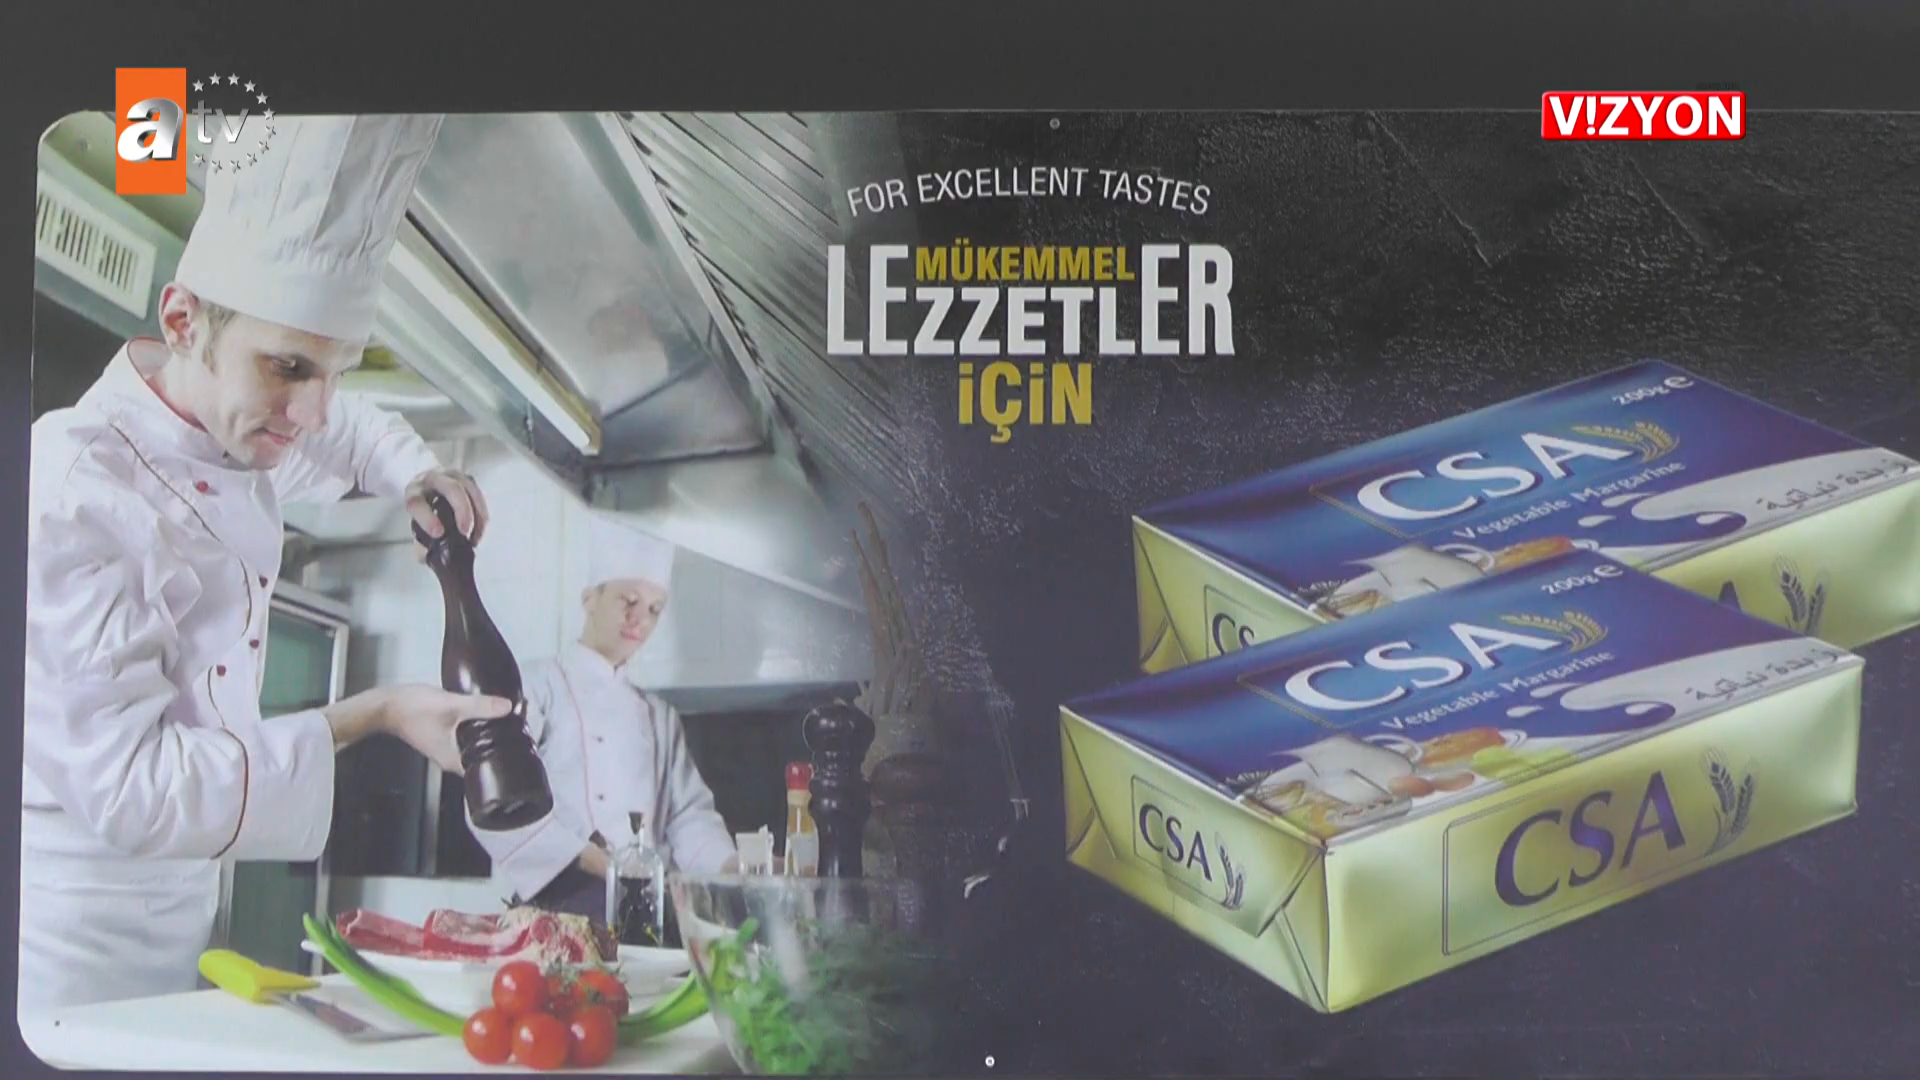 atv
V!ZYON
FOR EXCELLENT TASTES
MÜKEMMEL
LEZZETLER
İÇİN
200g e
CSA
Vegetable Margarine
زبدة نباتية
CS
200g e
CSA
Vegetable Margarine
زبدة نباتية
CSA
CSA